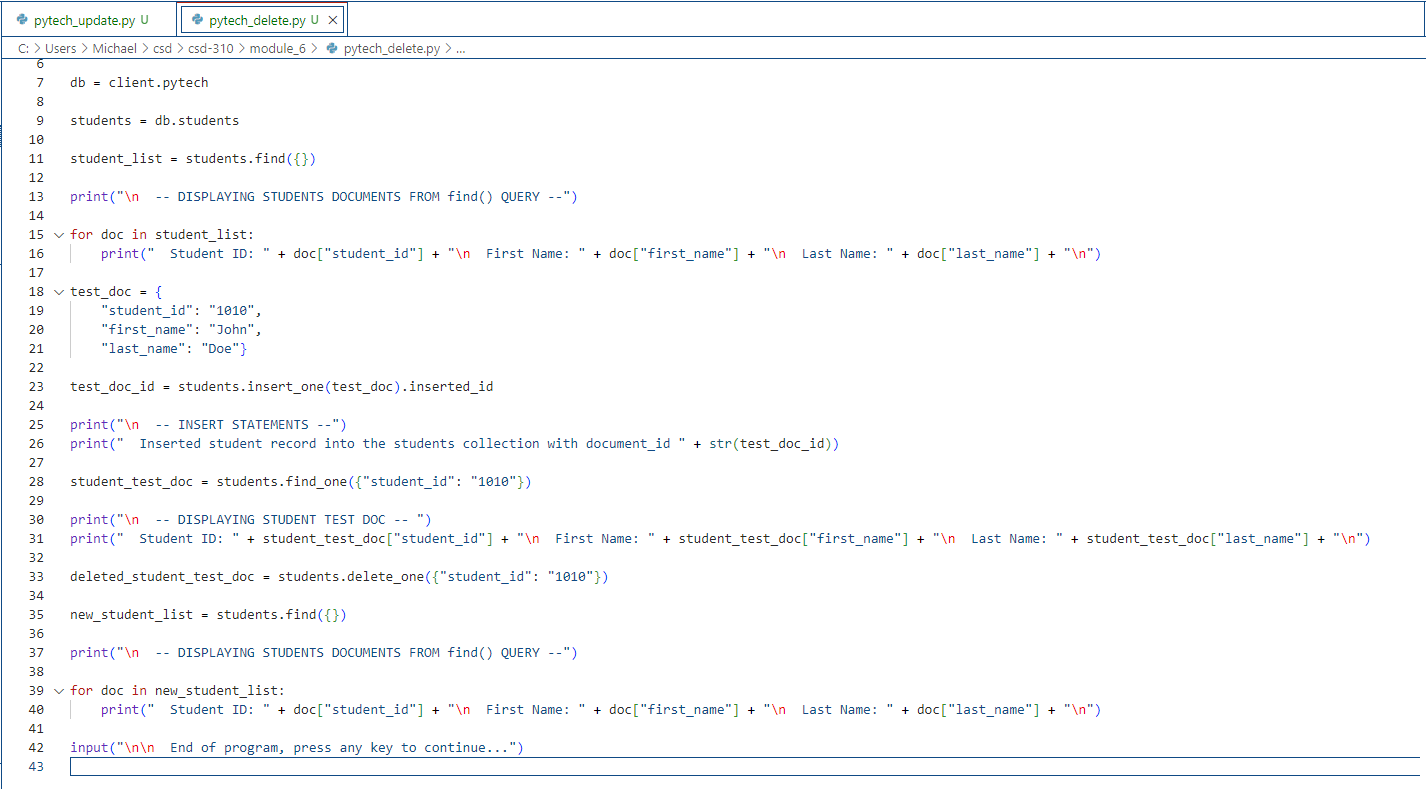 pytech_update.py U
pytech_delete.py U ×
C: > Users > Michael > csd > csd-310 > module_6 > pytech_delete.py > ...
6
7 db = client.pytech
8
9 students = db.students
10
11 student_list = students.find({})
12
13 print("\n  -- DISPLAYING STUDENTS DOCUMENTS FROM find() QUERY --")
14
15 for doc in student_list:
16     print("  Student ID: " + doc["student_id"] + "\n  First Name: " + doc["first_name"] + "\n  Last Name: " + doc["last_name"] + "\n")
17
18 test_doc = {
19     "student_id": "1010",
20     "first_name": "John",
21     "last_name": "Doe"}
22
23 test_doc_id = students.insert_one(test_doc).inserted_id
24
25 print("\n  -- INSERT STATEMENTS --")
26 print("  Inserted student record into the students collection with document_id " + str(test_doc_id))
27
28 student_test_doc = students.find_one({"student_id": "1010"})
29
30 print("\n  -- DISPLAYING STUDENT TEST DOC -- ")
31 print("  Student ID: " + student_test_doc["student_id"] + "\n  First Name: " + student_test_doc["first_name"] + "\n  Last Name: " + student_test_doc["last_name"] + "\n")
32
33 deleted_student_test_doc = students.delete_one({"student_id": "1010"})
34
35 new_student_list = students.find({})
36
37 print("\n  -- DISPLAYING STUDENTS DOCUMENTS FROM find() QUERY --")
38
39 for doc in new_student_list:
40     print("  Student ID: " + doc["student_id"] + "\n  First Name: " + doc["first_name"] + "\n  Last Name: " + doc["last_name"] + "\n")
41
42 input("\n\n  End of program, press any key to continue...")
43